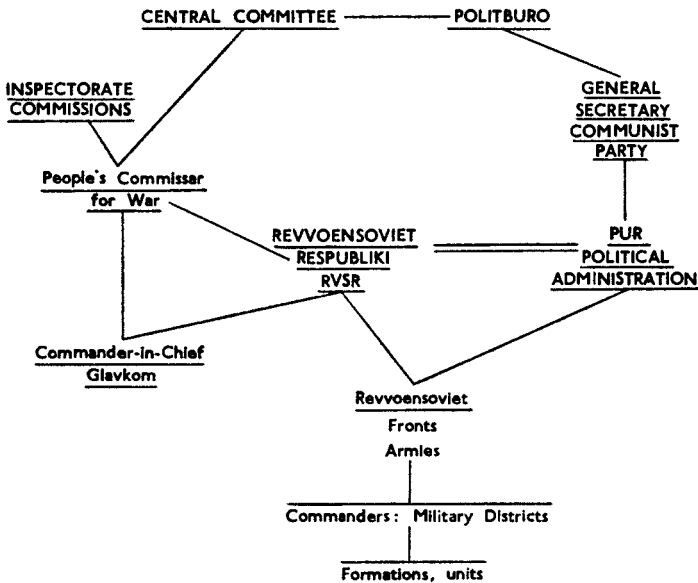 CENTRAL COMMITTEE
POLITBURO
INSPECTORATE
COMMISSIONS
GENERAL
SECRETARY
COMMUNIST
PARTY
People's Commissar
for War
REVVOENSOVIET
RESPUBLIKI
RVSR
PUR
POLITICAL
ADMINISTRATION
Commander-in-Chief
Glavkom
Revvoensoviet
Fronts
Armies
Commanders: Military Districts
Formations, units